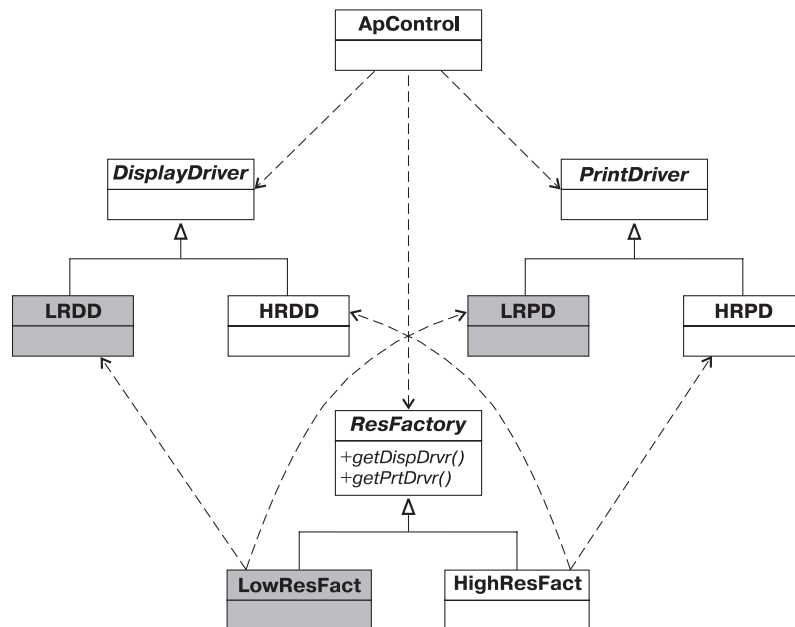 ApControl
DisplayDriver
PrintDriver
LRDD
HRDD
LRPD
HRPD
ResFactory
+getDispDrvr()
+getPrtDrvr()
LowResFact
HighResFact